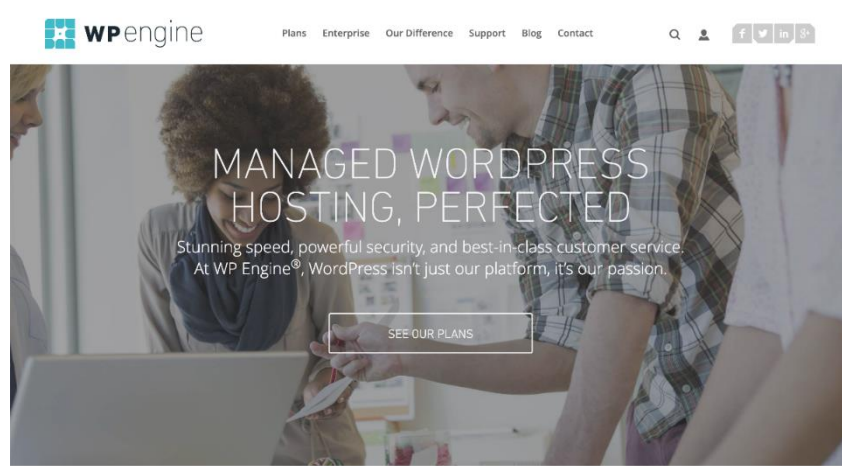 WPengine
Plans Enterprise Our Difference Support Blog Contact
f in g+
MANAGED WORDPRESS
HOSTING, PERFECTED
Stunning speed, powerful security, and best-in-class customer service.
At WP Engine®, WordPress isn't just our platform, it's our passion.
SEE OUR PLANS